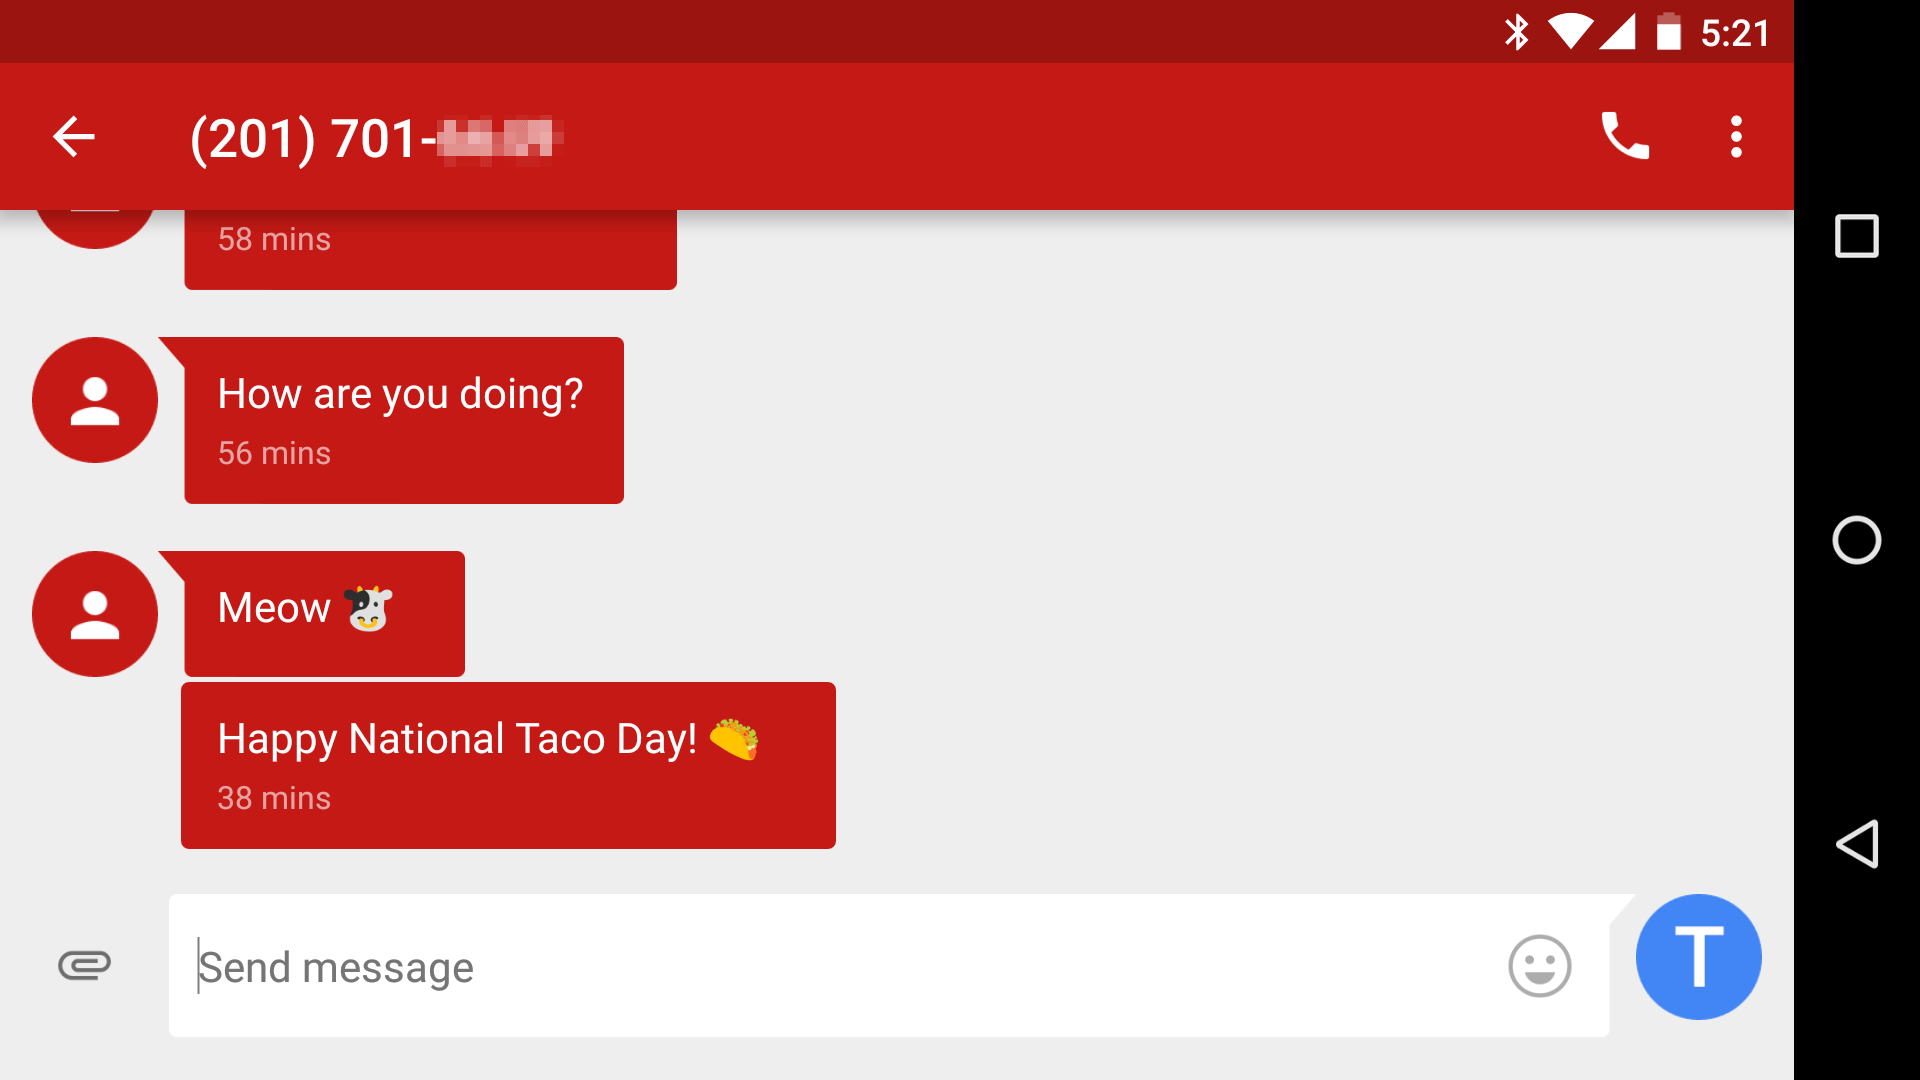 5:21
(201) 701-
58 mins
How are you doing?
56 mins
Meow 🐮
Happy National Taco Day! 🌮
38 mins
Send message
T